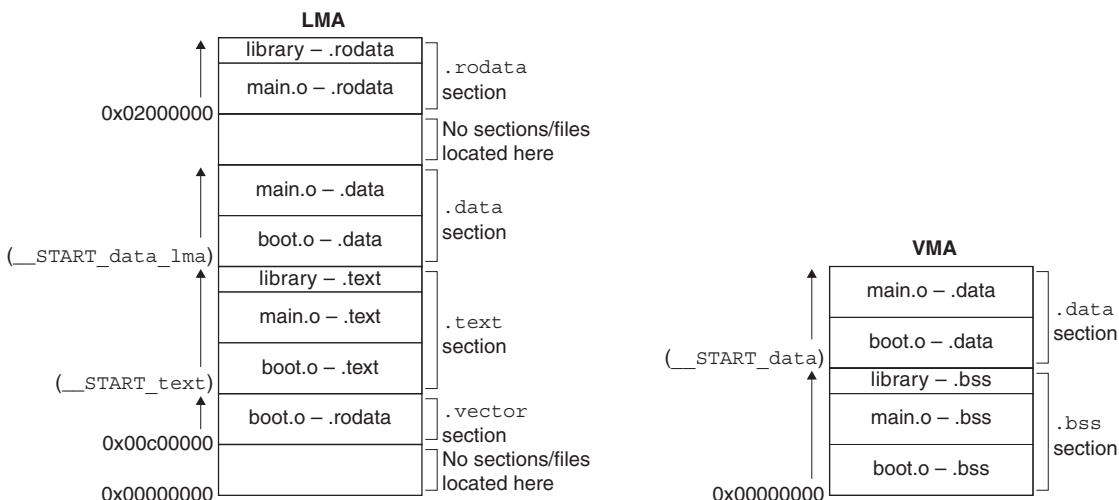 LMA
library – .rodata
main.o – .rodata
.rodata
section
0x02000000
No sections/files
located here
main.o – .data
boot.o – .data
.data
section
(__START_data_lma)
library – .text
main.o – .text
boot.o – .text
.text
section
(__START_text)
boot.o – .rodata
.vector
section
0x00c00000
No sections/files
located here
0x00000000
VMA
main.o – .data
boot.o – .data
.data
section
(__START_data)
library – .bss
main.o – .bss
boot.o – .bss
.bss
section
0x00000000